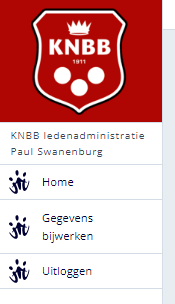 KNBB
1911
KNBB ledenadministratie
Paul Swanenburg
Home
Gegevens
bijwerken
Uitloggen